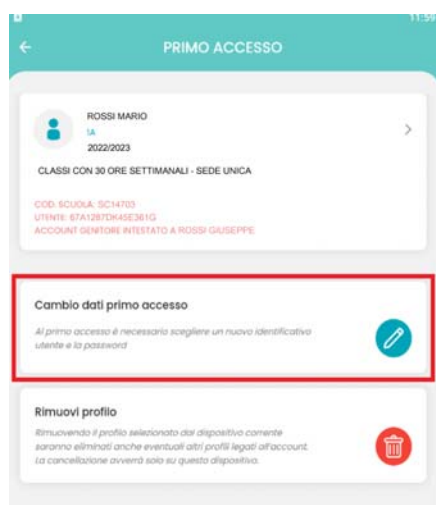 11:59
PRIMO ACCESSO
ROSSI MARIO
1A
2022/2023
CLASSI CON 30 ORE SETTIMANALI - SEDE UNICA
COD. SCUOLA: SC14703
UTENTE: 67A1287DK45E361G
ACCOUNT GENITORE INTESTATO A ROSSI GIUSEPPE
Cambio dati primo accesso
Al primo accesso è necessario scegliere un nuovo identificativo
utente e la password
Rimuovi profilo
Rimuovendo il profilo selezionato dal dispositivo corrente
saranno eliminati anche eventuali altri profili legati all'account.
La cancellazione avverrà solo su questo dispositivo.